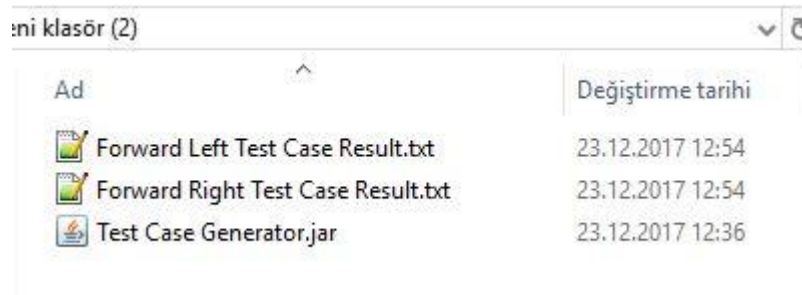 eni klasör (2)
Ad Değiştirme tarihi
Forward Left Test Case Result.txt 23.12.2017 12:54
Forward Right Test Case Result.txt 23.12.2017 12:54
Test Case Generator.jar 23.12.2017 12:36